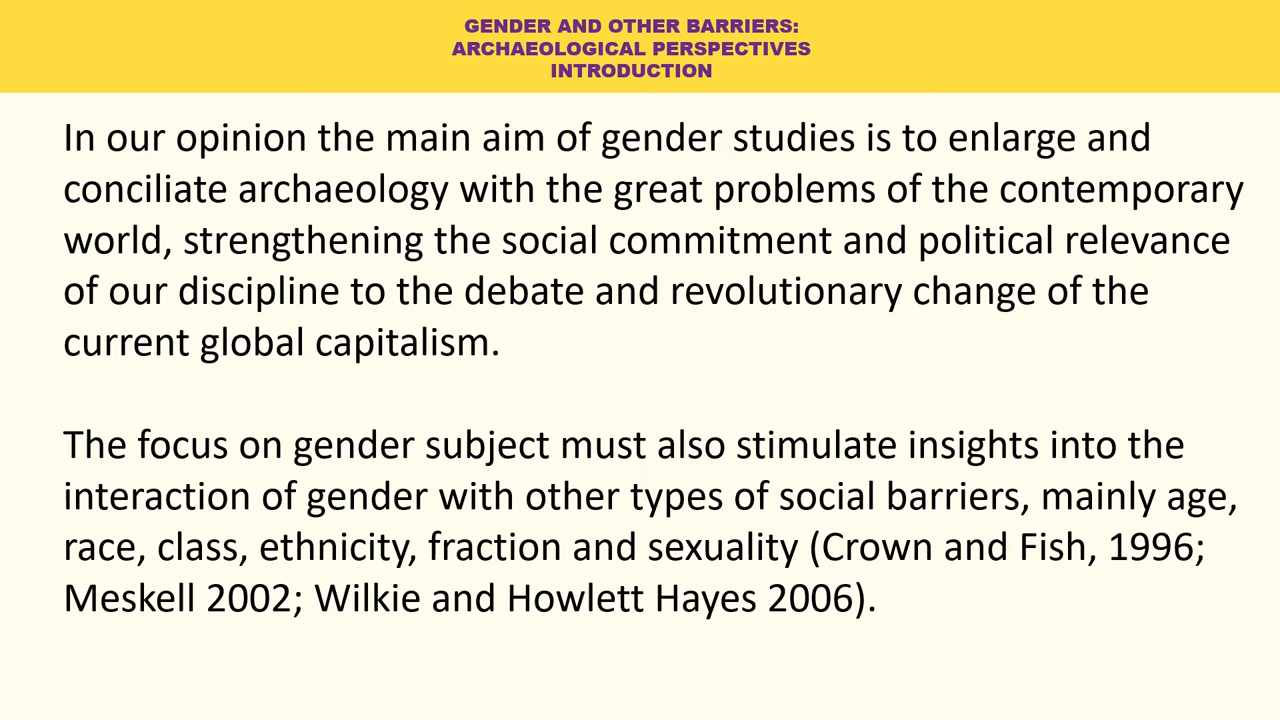 GENDER AND OTHER BARRIERS:
ARCHAEOLOGICAL PERSPECTIVES
INTRODUCTION
In our opinion the main aim of gender studies is to enlarge and
conciliate archaeology with the great problems of the contemporary
world, strengthening the social commitment and political relevance
of our discipline to the debate and revolutionary change of the
current global capitalism.
The focus on gender subject must also stimulate insights into the
interaction of gender with other types of social barriers, mainly age,
race, class, ethnicity, fraction and sexuality (Crown and Fish, 1996;
Meskell 2002; Wilkie and Howlett Hayes 2006).